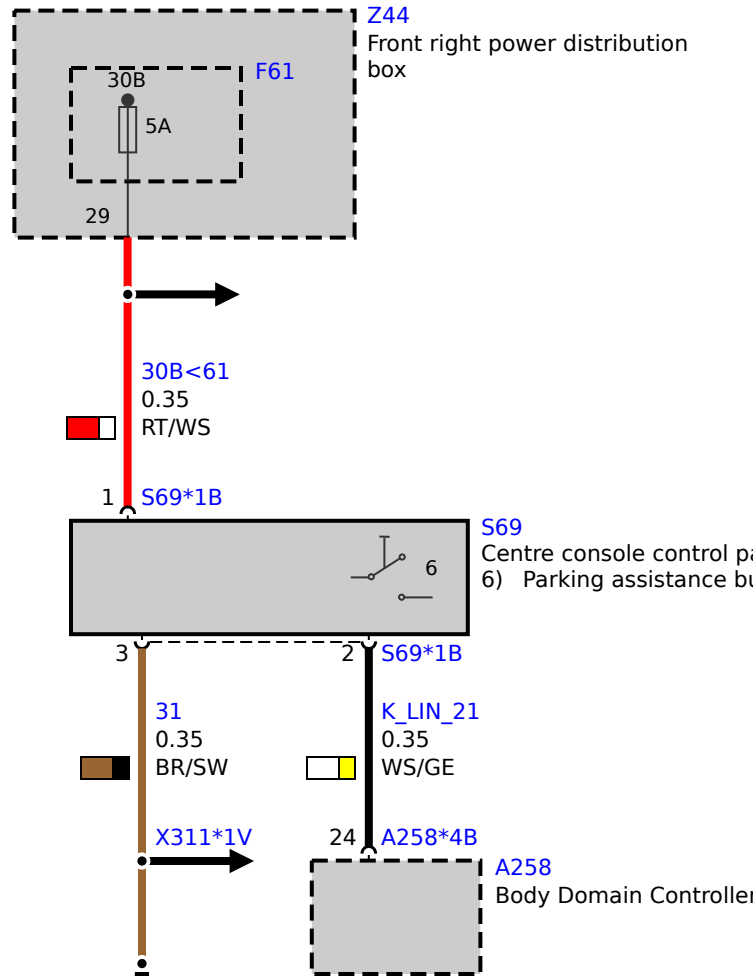 Z44
Front right power distribution
box
F61
30B
5A
29
30B<61
0.35
RT/WS
1 S69*1B
S69
Centre console control
6) Parking assistance
6
3
2 S69*1B
31
0.35
BR/SW
K_LIN_21
0.35
WS/GE
X311*1V
24 A258*4B
A258
Body Domain Controller